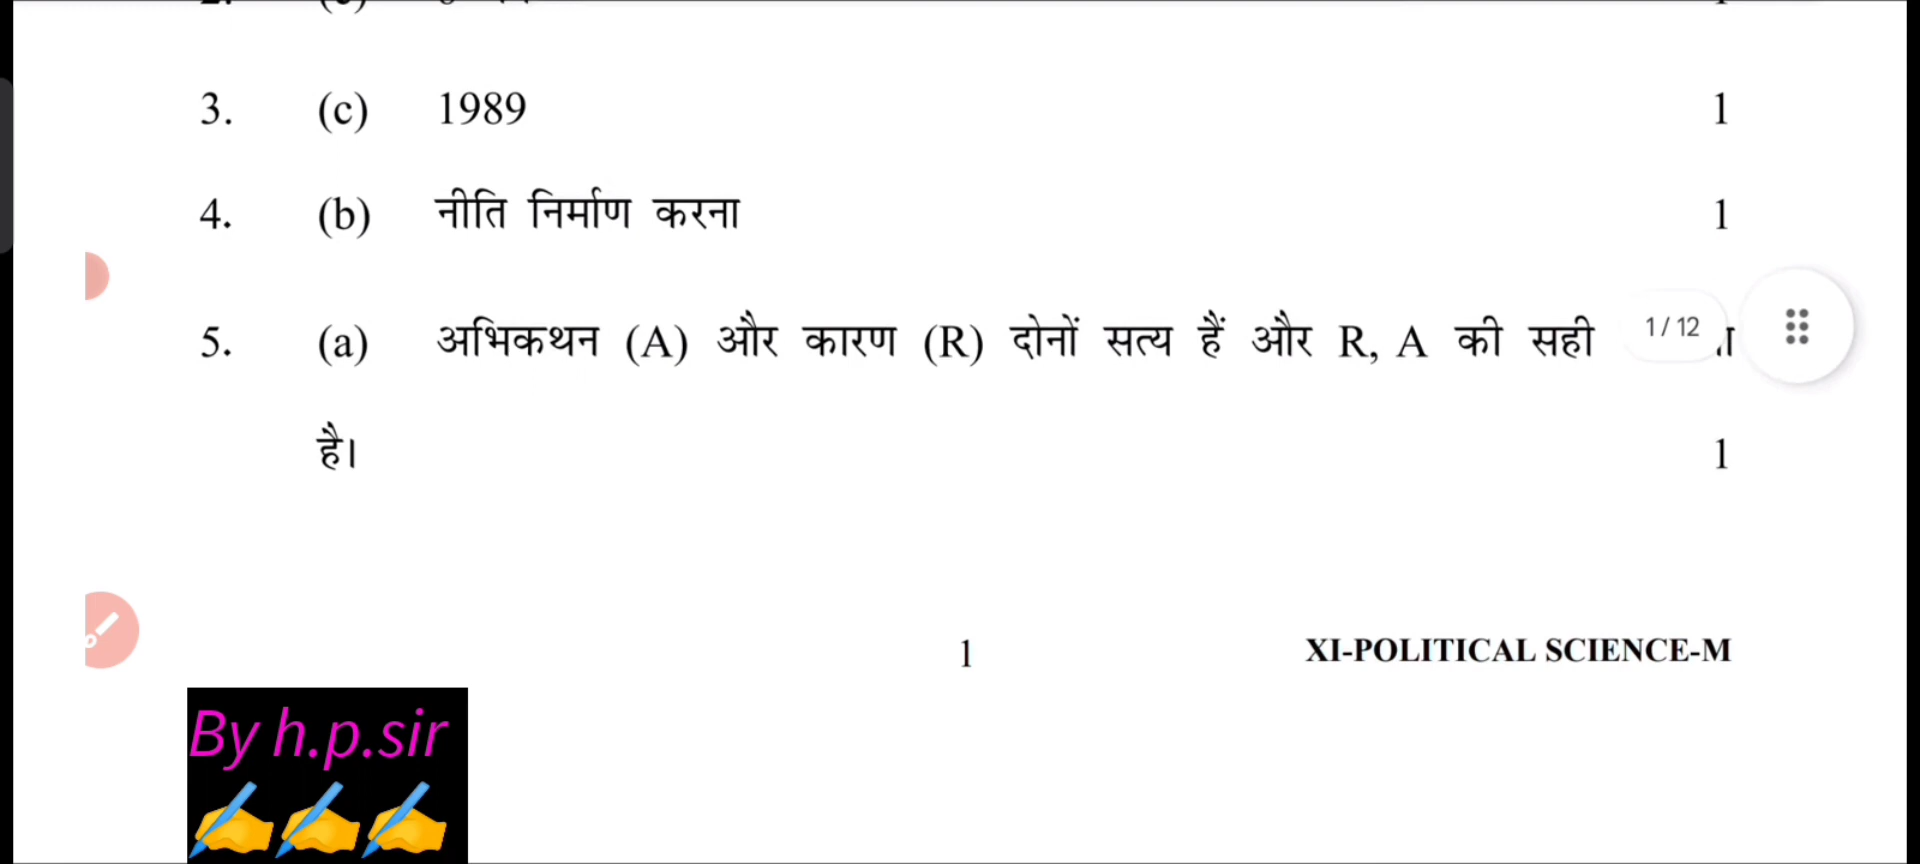 3. (c) 1989 1
4. (b) नीति निर्माण करना 1
5. (a) अभिकथन (A) और कारण (R) दोनों सत्य हैं और R, A की सही
1/12
है। 1
1 XI-POLITICAL SCIENCE-M
By h.p.sir